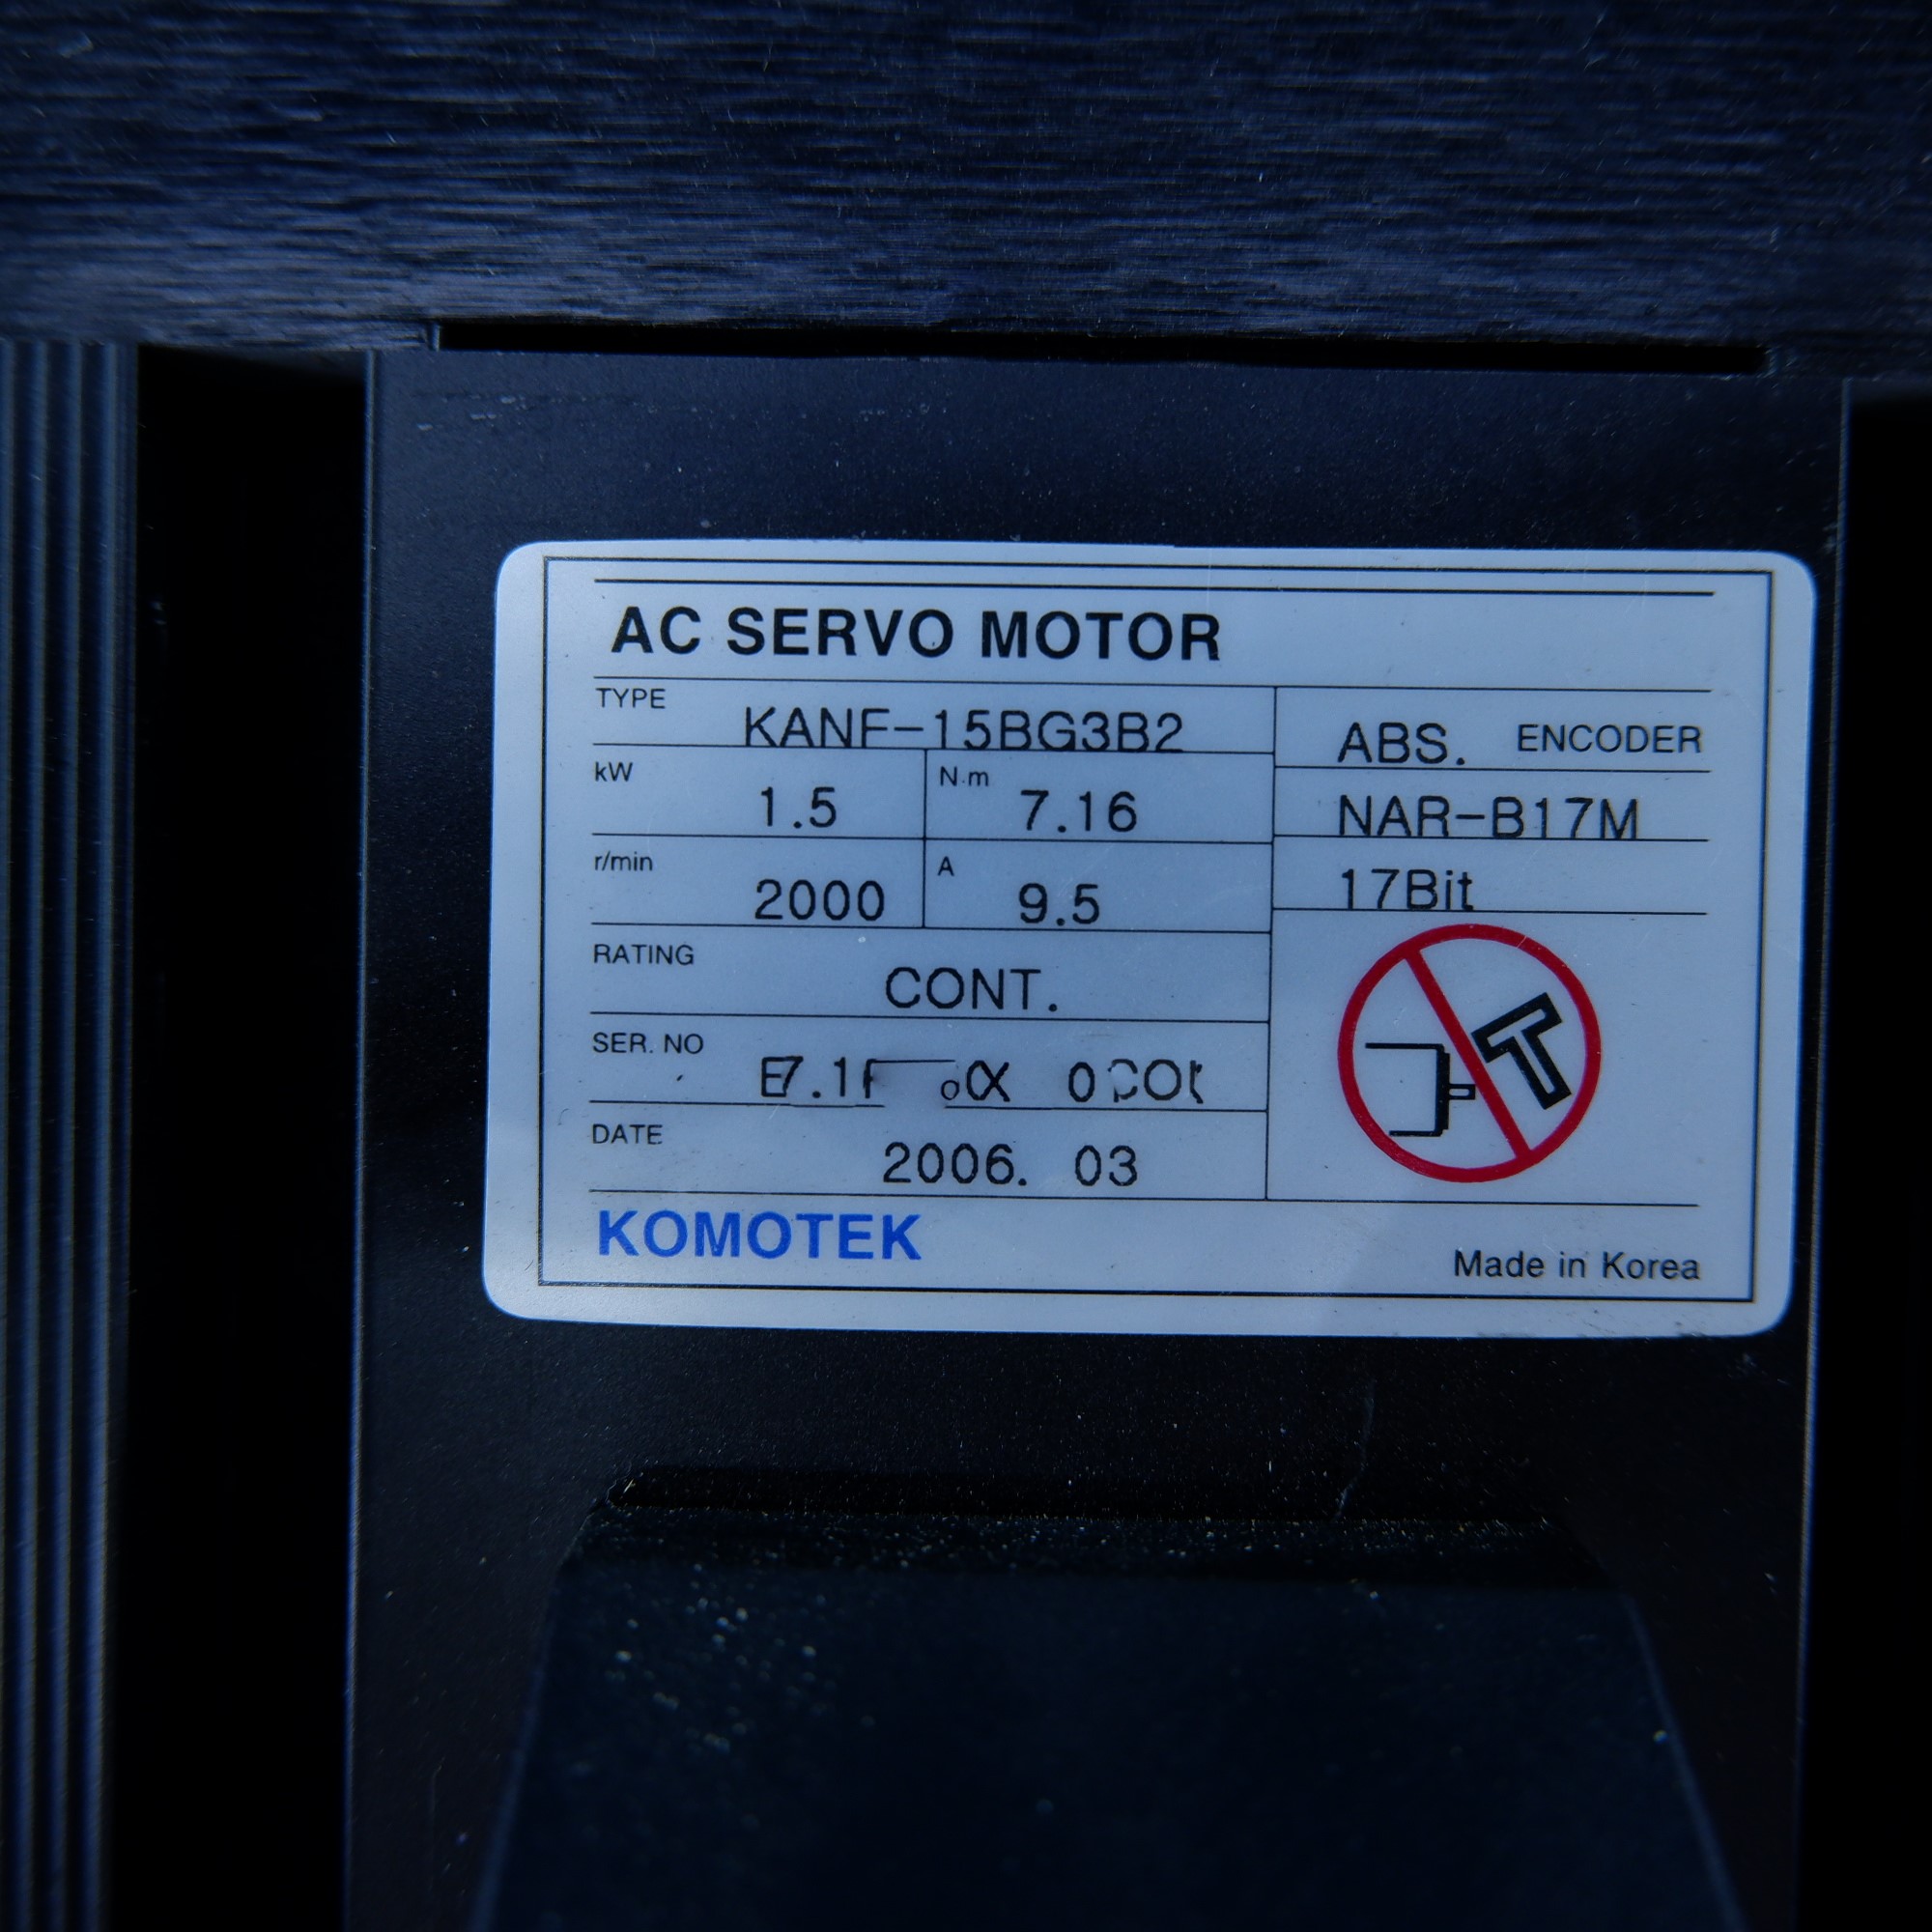 AC SERVO MOTOR
TYPE KANF-15BG3B2
ABS. ENCODER
kW 1.5 N·m 7.16
NAR-B17M
r/min 2000 A 9.5
17Bit
RATING CONT.
SER. NO
DATE 2006. 03
KOMOTEK
Made in Korea